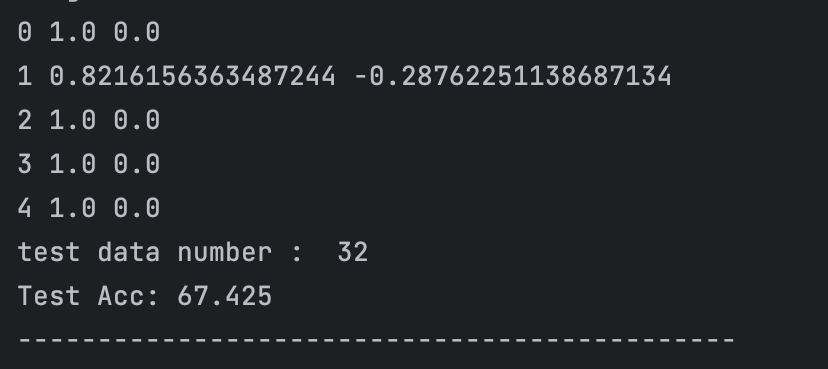 0 1.0 0.0
1 0.8216156363487244 -0.28762251138687134
2 1.0 0.0
3 1.0 0.0
4 1.0 0.0
test data number :  32
Test Acc: 67.425
---------------------------------------------